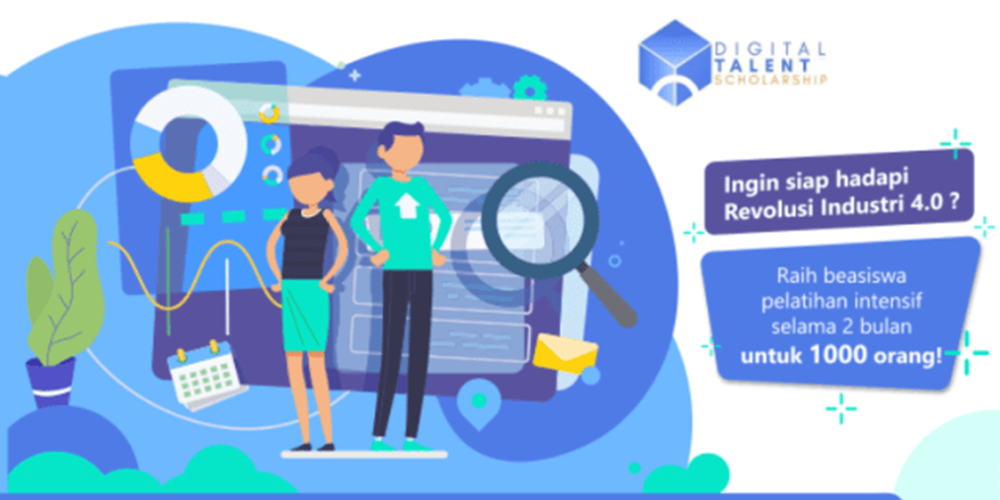 DIGITAL
TALENT
SCHOLARSHIP
Ingin siap hadapi
Revolusi Industri 4.0 ?
Raih beasiswa
pelatihan intensif
selama 2 bulan
untuk 1000 orang!